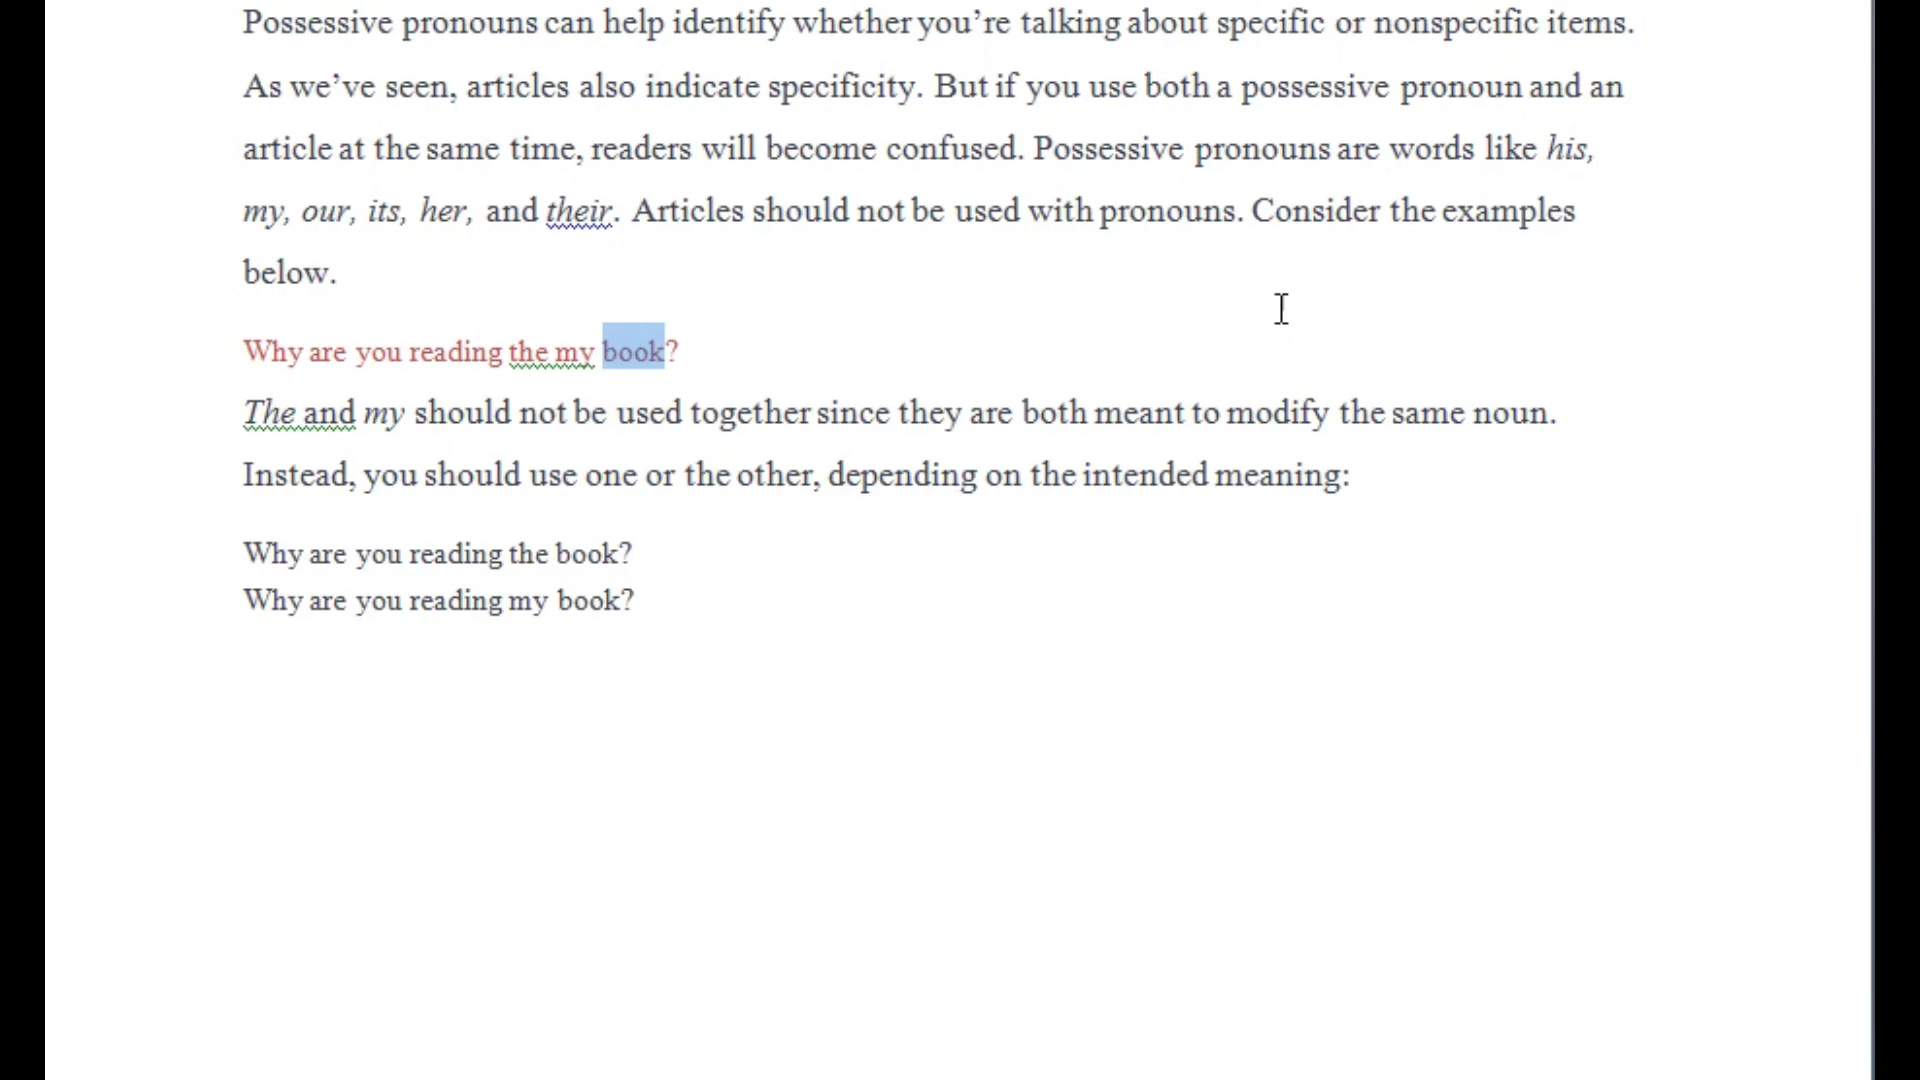 Possessive pronouns can help identify whether you’re talking about specific or nonspecific items.
As we’ve seen, articles also indicate specificity. But if you use both a possessive pronoun and an
article at the same time, readers will become confused. Possessive pronouns are words like his,
my, our, its, her, and their. Articles should not be used with pronouns. Consider the examples
below.
Why are you reading the my book?
The and my should not be used together since they are both meant to modify the same noun.
Instead, you should use one or the other, depending on the intended meaning:
Why are you reading the book?
Why are you reading my book?